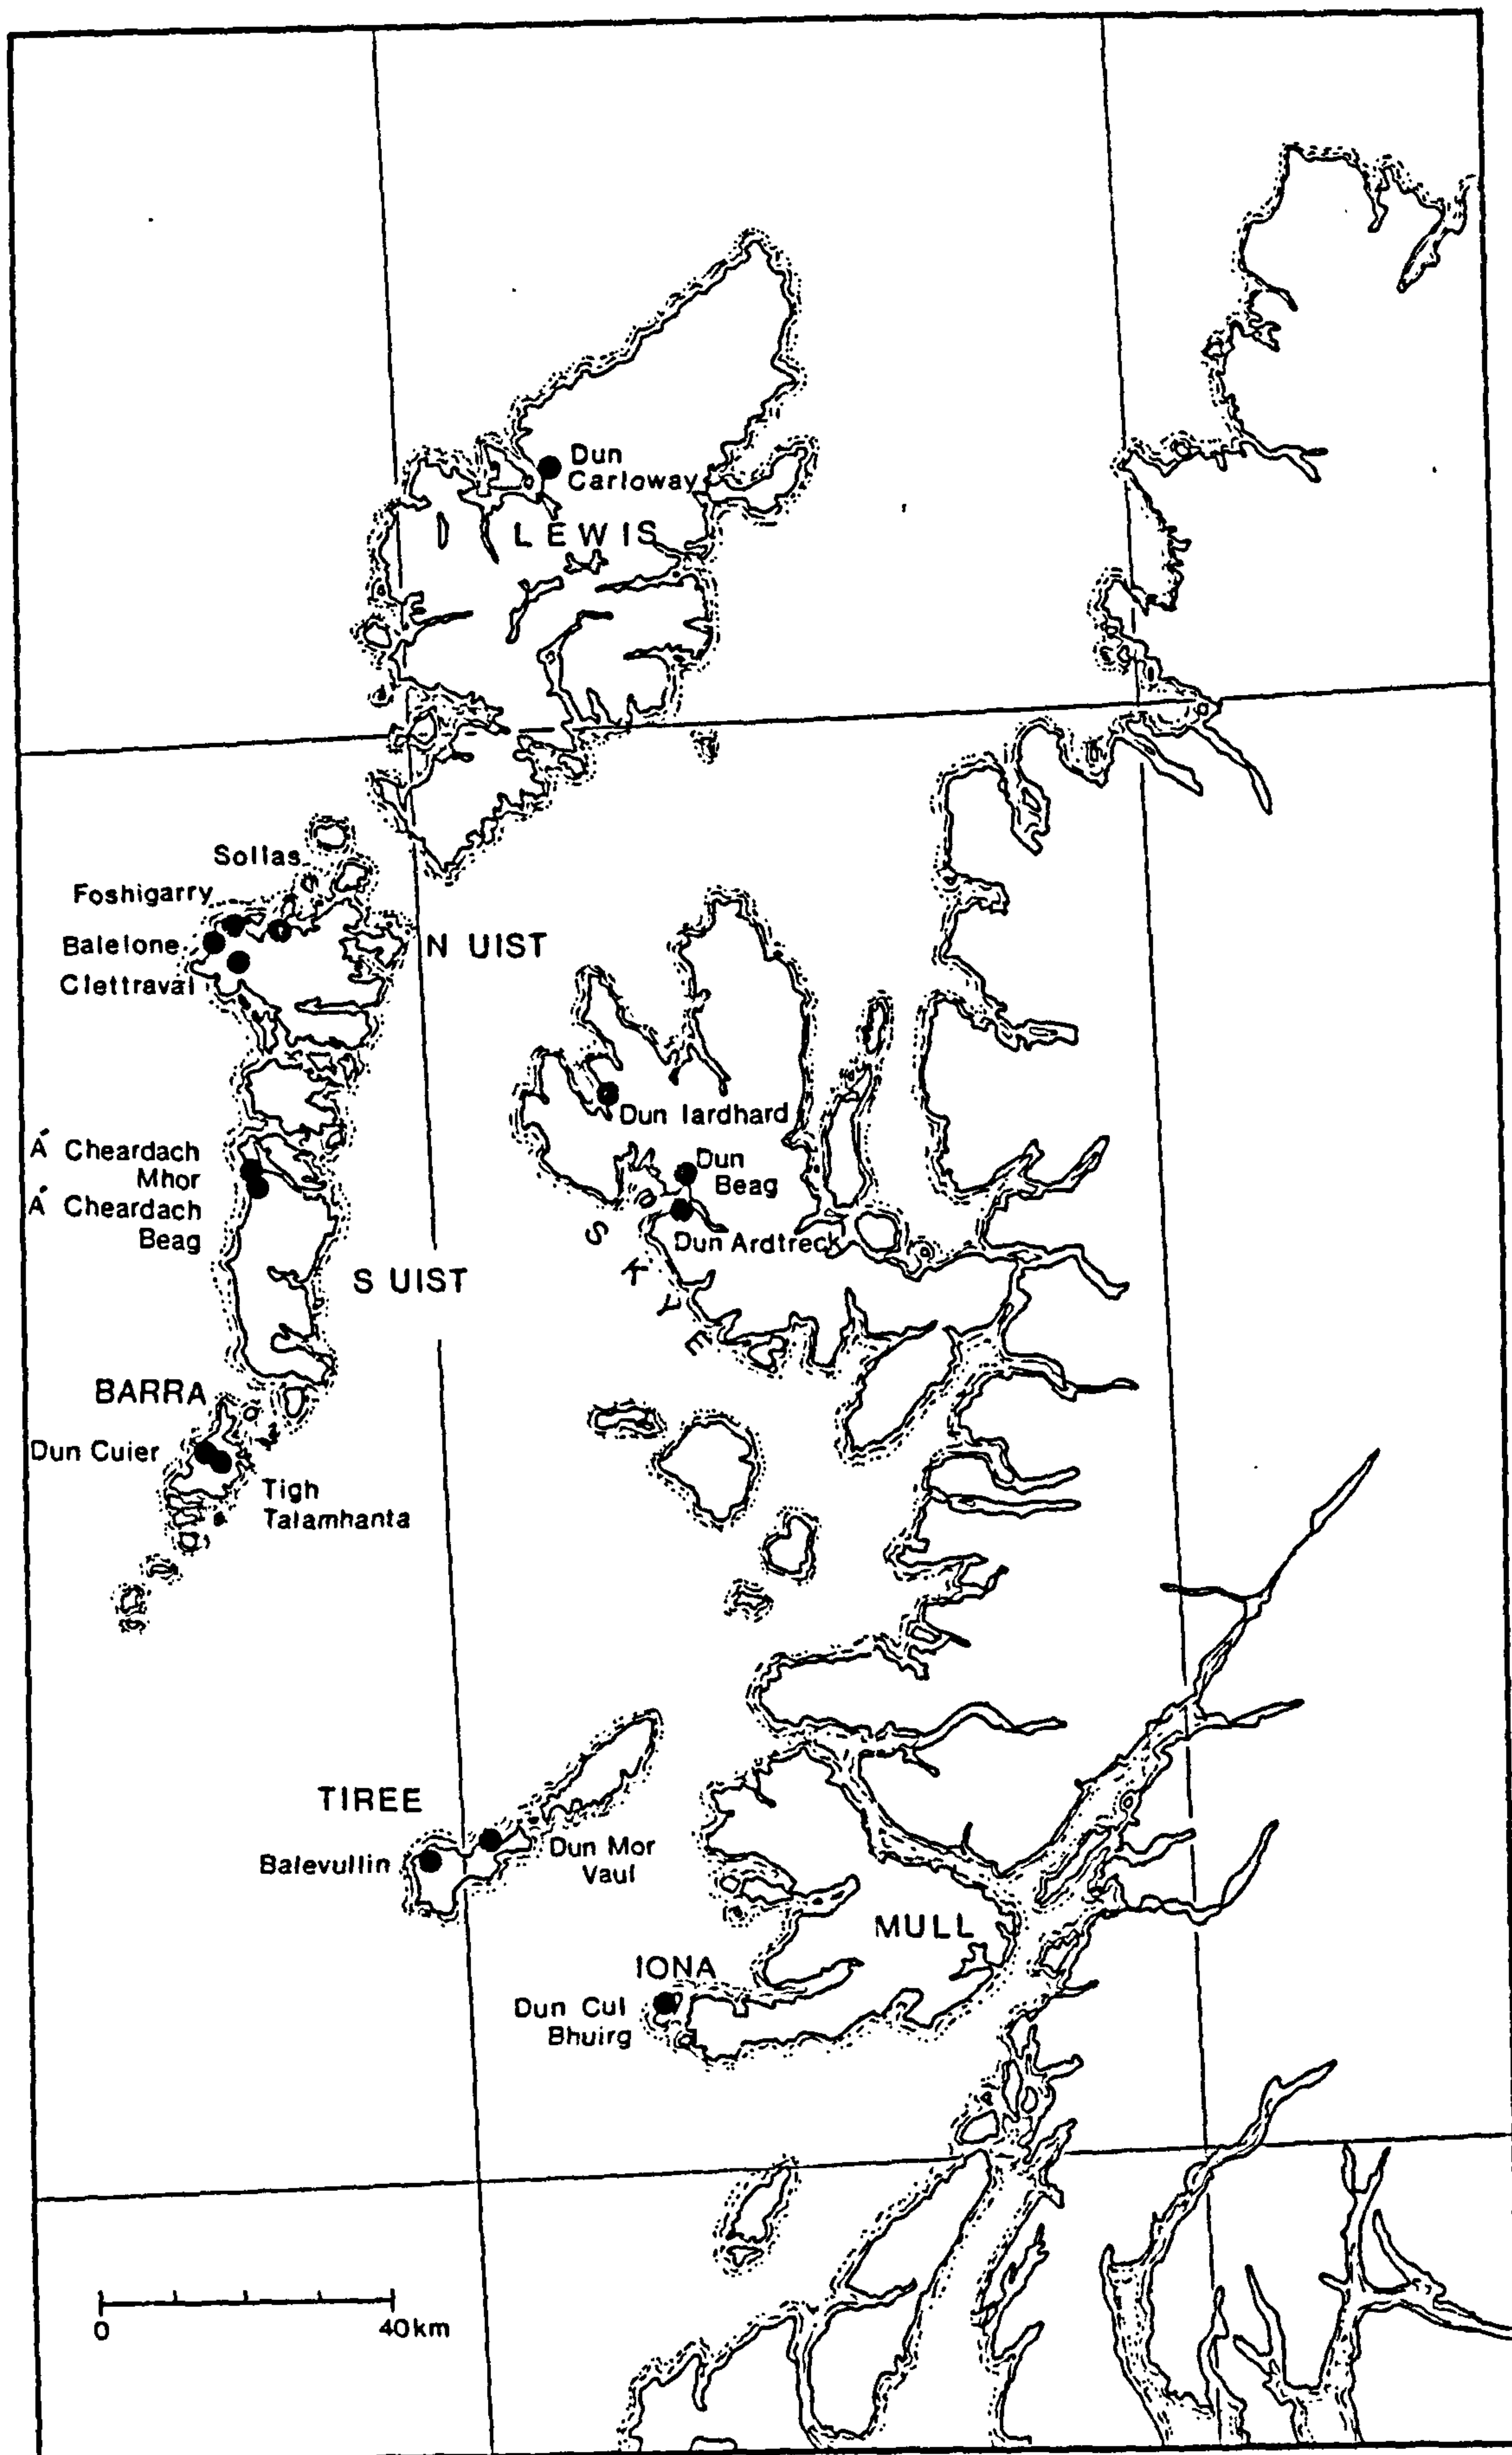 Dun
Carloway
LEWIS
Sollas
Foshigarry
Balelone
Clettraval
N UIST
Dun Iardhard
Á Cheardach
Mhor
Á Cheardach
Beag
Dun
Beag
Dun Ardtreck
SKYE
S UIST
BARRA
Dun Cuier
Tigh
Talamhanta
TIREE
Balevullin
Dun Mor
Vaul
MULL
IONA
Dun Cul
Bhuirg
0
40km